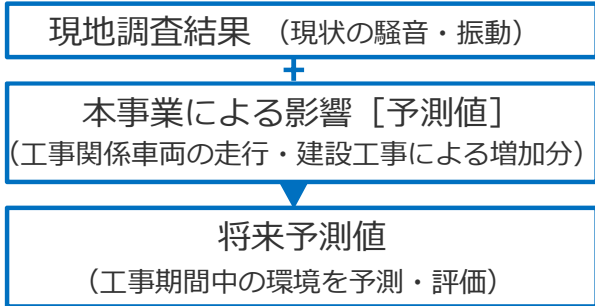 現地調査結果 （現状の騒音・振動）
+
本事業による影響［予測値］
（工事関係車両の走行・建設工事による増加分）
将来予測値
（工事期間中の環境を予測・評価）